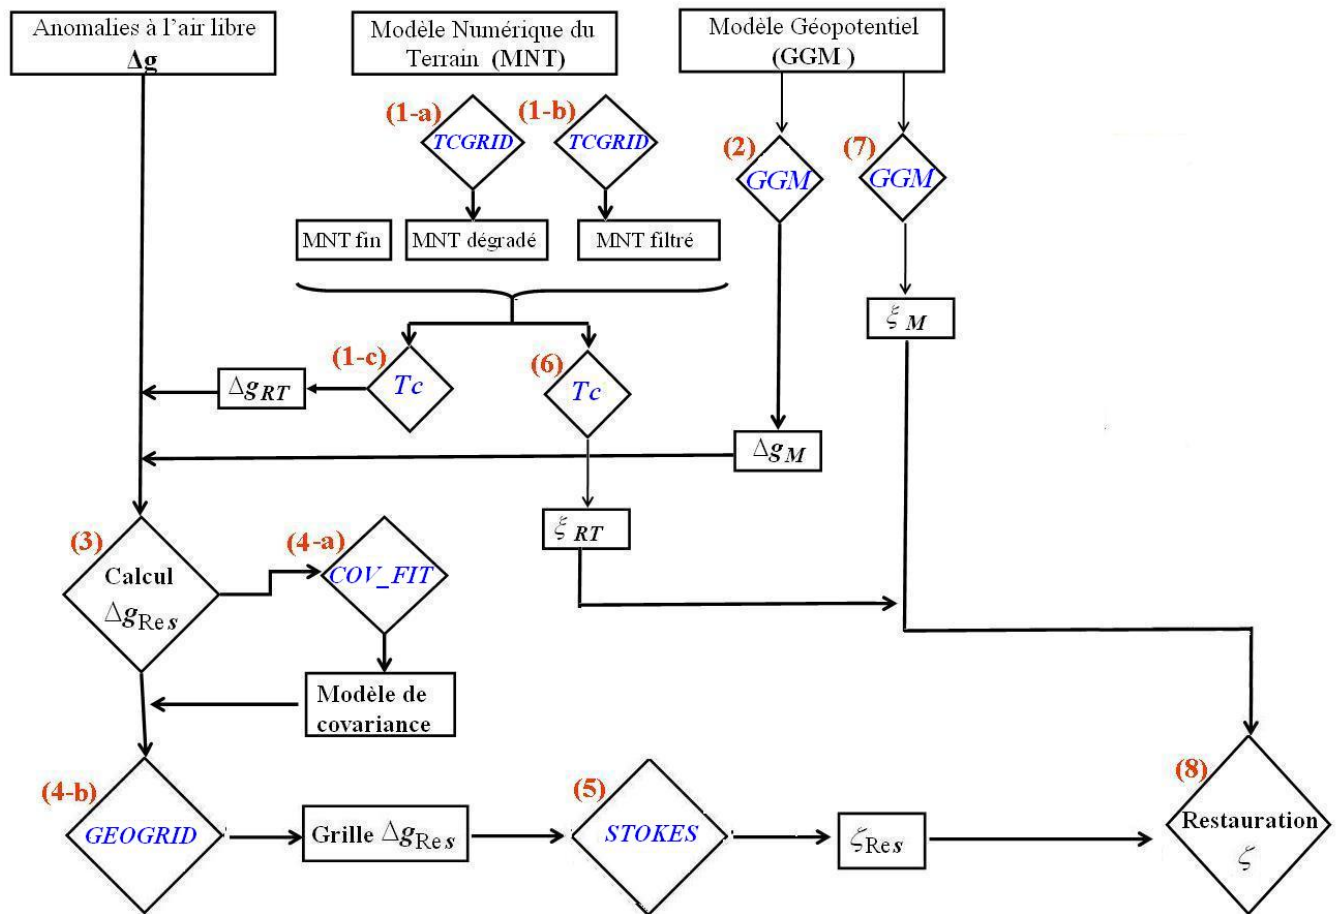 Anomalies à l'air libre
Δg
Modèle Numérique du
Terrain (MNT)
Modèle Géopotentiel
(GGM )
(1-a)
TCGRID
(1-b)
TCGRID
(2)
GGM
(7)
GGM
MNT fin
MNT dégradé
MNT filtré
ξ M
(1-c)
Tc
(6)
Tc
Δg RT
Δg M
ξ RT
(3)
Calcul
Δg Res
(4-a)
COV_FIT
Modèle de
covariance
(4-b)
GEOGRID
Grille Δg Res
(5)
STOKES
ζ Res
(8)
Restauration
ζ